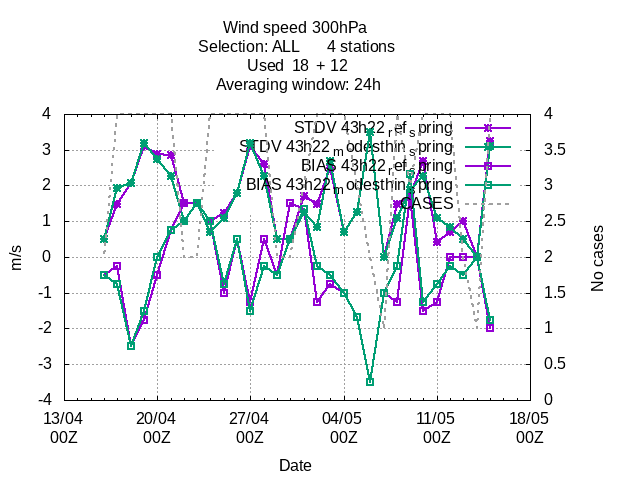 Wind speed 300hPa
Selection: ALL 4 stations
Used 18 + 12
Averaging window: 24h
STDV 43h22_ref_spring
STDV 43h22_modesthin_spring
BIAS 43h22_ref_spring
BIAS 43h22_modesthin_spring
CASES
4
3
2
1
0
-1
-2
-3
-4
m/s
4
3.5
3
2.5
2
1.5
1
0.5
0
No cases
13/04 20/04 27/04 04/05 11/05 18/05
00Z 00Z 00Z 00Z 00Z 00Z
Date